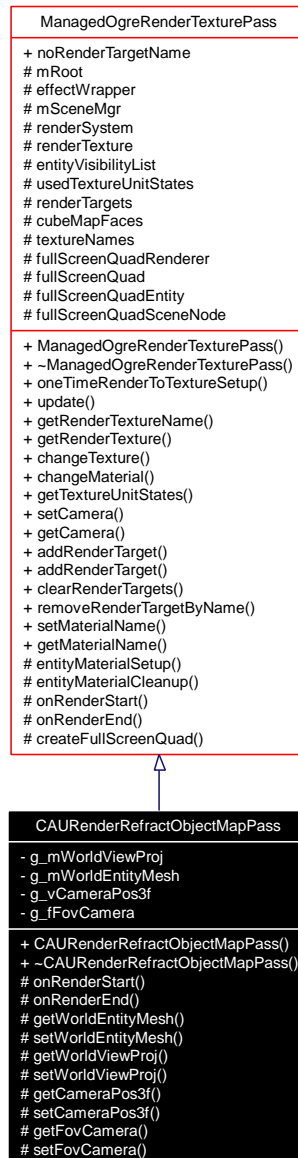 ManagedOgreRenderTexturePass
+ noRenderTargetName
# mRoot
# effectWrapper
# mSceneMgr
# renderSystem
# renderTexture
# entityVisibilityList
# usedTextureUnitStates
# renderTargets
# cubeMapFaces
# textureNames
# fullScreenQuadRenderer
# fullScreenQuad
# fullScreenQuadEntity
# fullScreenQuadSceneNode
+ ManagedOgreRenderTexturePass()
+ ~ManagedOgreRenderTexturePass()
+ oneTimeRenderToTextureSetup()
+ update()
+ getRenderTextureName()
+ getRenderTexture()
+ changeTexture()
+ changeMaterial()
+ getTextureUnitStates()
+ setCamera()
+ getCamera()
+ addRenderTarget()
+ addRenderTarget()
+ clearRenderTargets()
+ removeRenderTargetByName()
+ setMaterialName()
+ getMaterialName()
# entityMaterialSetup()
# entityMaterialCleanup()
# onRenderStart()
# onRenderEnd()
# createFullScreenQuad()
CAURenderRefractObjectMapPass
- g_mWorldViewProj
- g_mWorldEntityMesh
- g_vCameraPos3f
- g_fFovCamera
+ CAURenderRefractObjectMapPass()
+ ~CAURenderRefractObjectMapPass()
# onRenderStart()
# onRenderEnd()
# getWorldEntityMesh()
# setWorldEntityMesh()
# getWorldViewProj()
# setWorldViewProj()
# getCameraPos3f()
# setCameraPos3f()
# getFovCamera()
# setFovCamera()